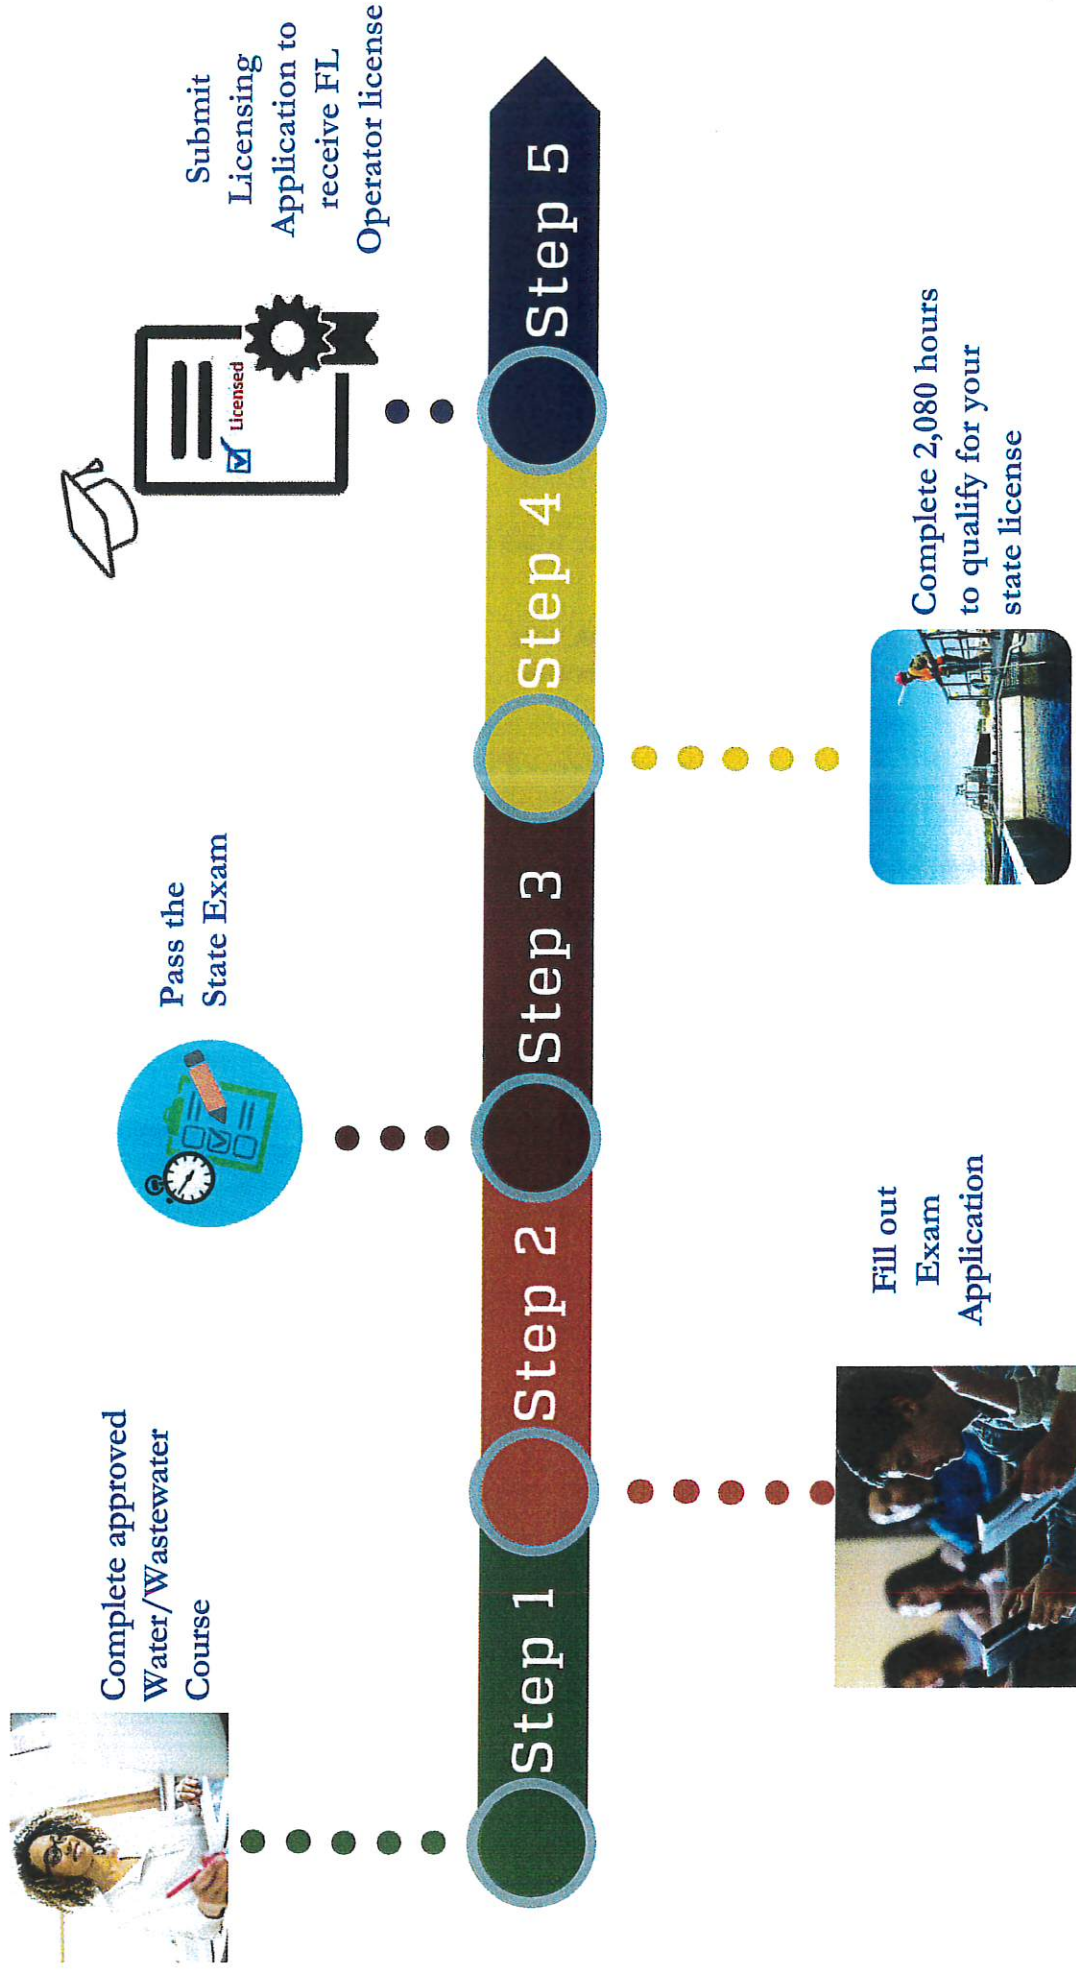 Complete approved
Water/Wastewater
Course
Pass the
State Exam
Submit
Licensing
Application to
receive FL
Operator license
Licensed
Step 1
Step 2
Step 3
Step 4
Step 5
Fill out
Exam
Application
Complete 2,080 hours
to qualify for your
state license